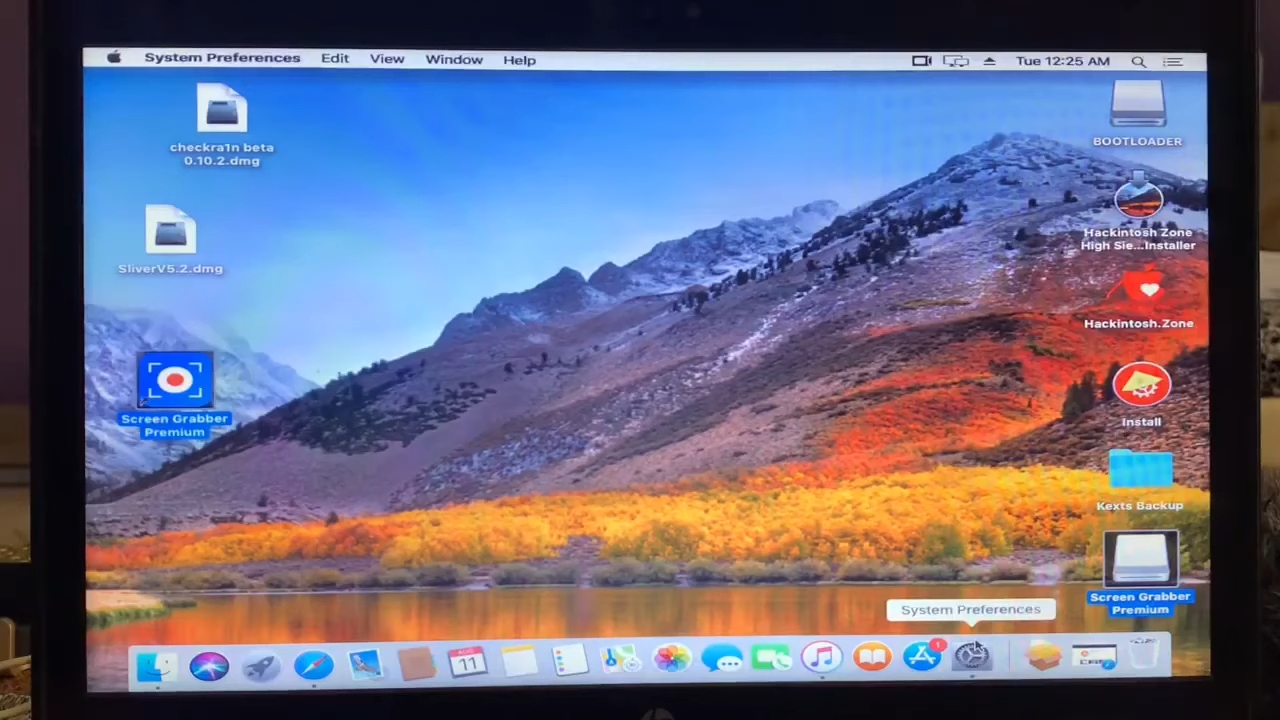 System Preferences Edit View Window Help Tue 12:25 AM
checkra1n beta
0.10.2.dmg
SliverV5.2.dmg
Screen Grabber
Premium
BOOTLOADER
Hackintosh Zone
High Sie...Installer
Hackintosh.Zone
Install
Kexts Backup
Screen Grabber
Premium
System Preferences
AUG
11
1